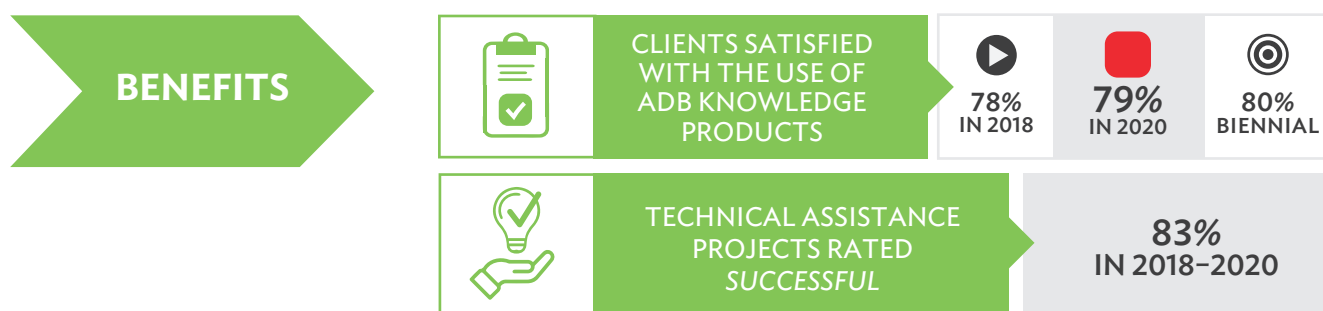 BENEFITS
CLIENTS SATISFIED
WITH THE USE OF
ADB KNOWLEDGE
PRODUCTS
78%
IN 2018
79%
IN 2020
80%
BIENNIAL
TECHNICAL ASSISTANCE
PROJECTS RATED
SUCCESSFUL
83%
IN 2018–2020